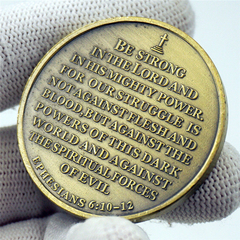 BE STRONG
IN THE LORD AND
IN HIS MIGHTY POWER.
FOR OUR STRUGGLE IS
NOT AGAINST FLESH AND
BLOOD, BUT AGAINST THE
POWERS OF THIS DARK
WORLD AND AGAINST
THE SPIRITUAL FORCES
OF EVIL
EPHESIANS 6:10-12